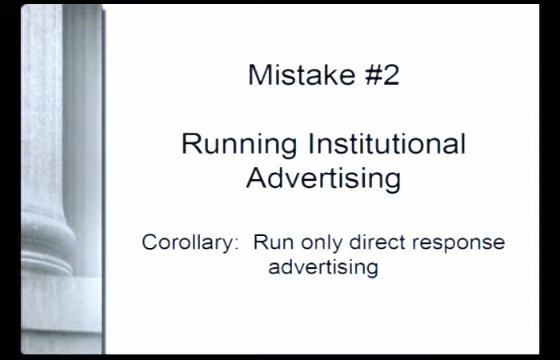 Mistake #2
Running Institutional
Advertising
Corollary: Run only direct response
advertising